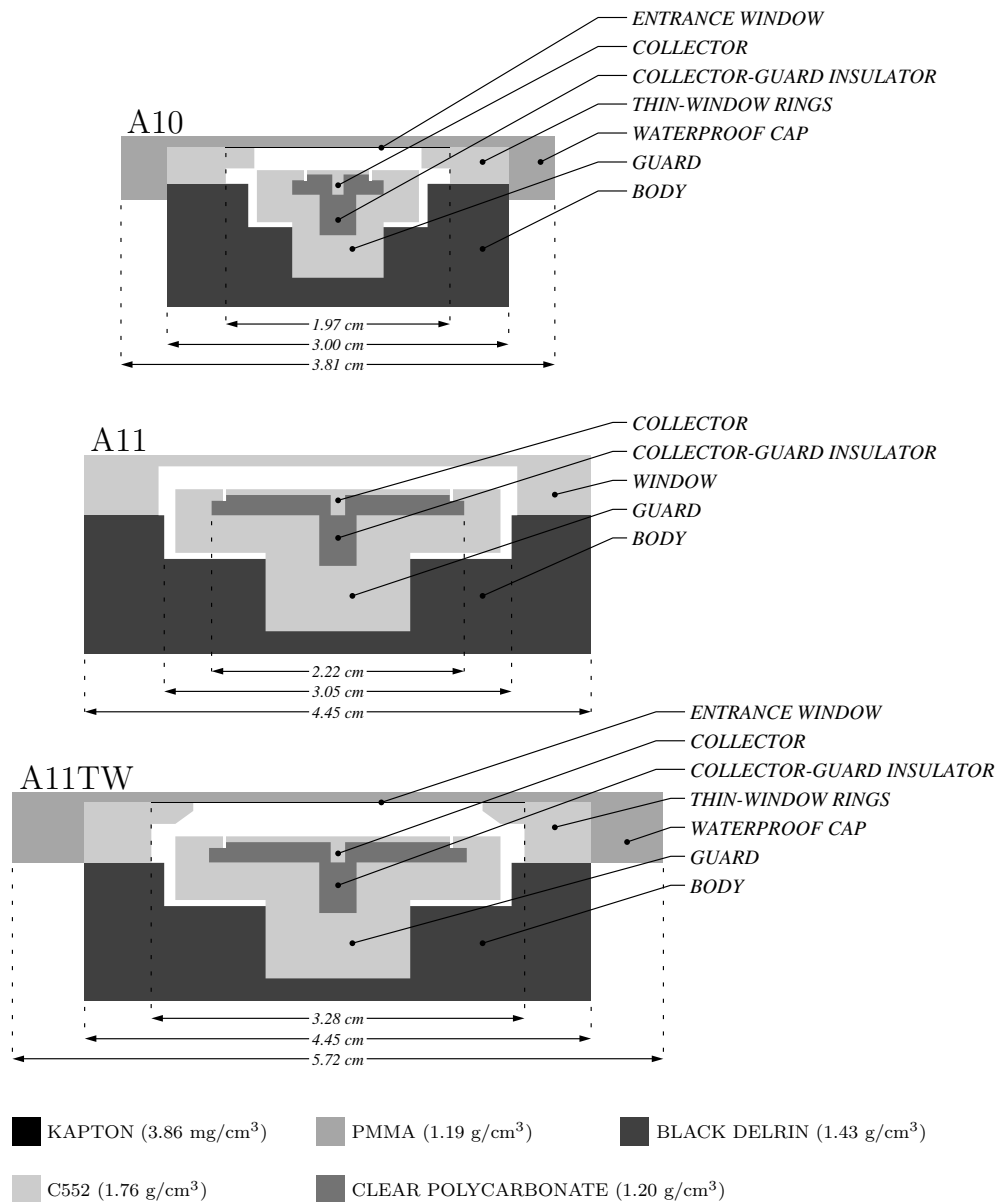 A10
ENTRANCE WINDOW
COLLECTOR
COLLECTOR-GUARD INSULATOR
THIN-WINDOW RINGS
WATERPROOF CAP
GUARD
BODY
1.97 cm
3.00 cm
3.81 cm
A11
COLLECTOR
COLLECTOR-GUARD INSULATOR
WINDOW
GUARD
BODY
2.22 cm
3.05 cm
4.45 cm
A11TW
ENTRANCE WINDOW
COLLECTOR
COLLECTOR-GUARD INSULATOR
THIN-WINDOW RINGS
WATERPROOF CAP
GUARD
BODY
3.28 cm
4.45 cm
5.72 cm
KAPTON (3.86 mg/cm³)
PMMA (1.19 g/cm³)
BLACK DELRIN (1.43 g/cm³)
C552 (1.76 g/cm³)
CLEAR POLYCARBONATE (1.20 g/cm³)